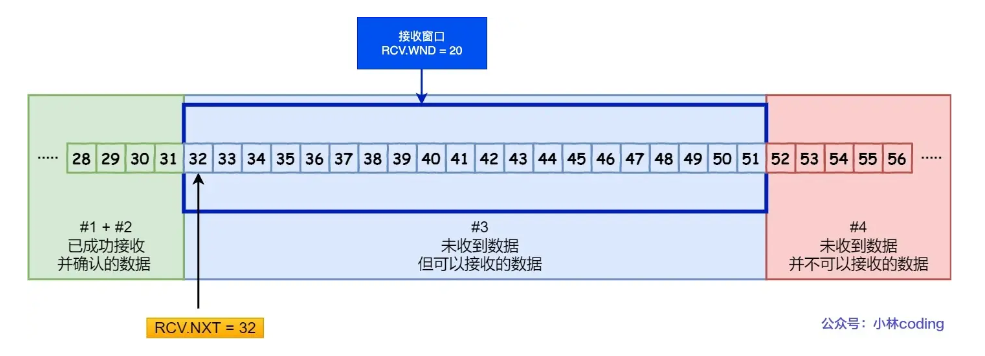 接收窗口
RCV.WND = 20
····· 28 29 30 31 32 33 34 35 36 37 38 39 40 41 42 43 44 45 46 47 48 49 50 51 52 53 54 55 56 ·····
#1 + #2
已成功接收
并确认的数据
#3
未收到数据
但可以接收的数据
#4
未收到数据
并不可以接收的数据
RCV.NXT = 32
公众号：小林coding